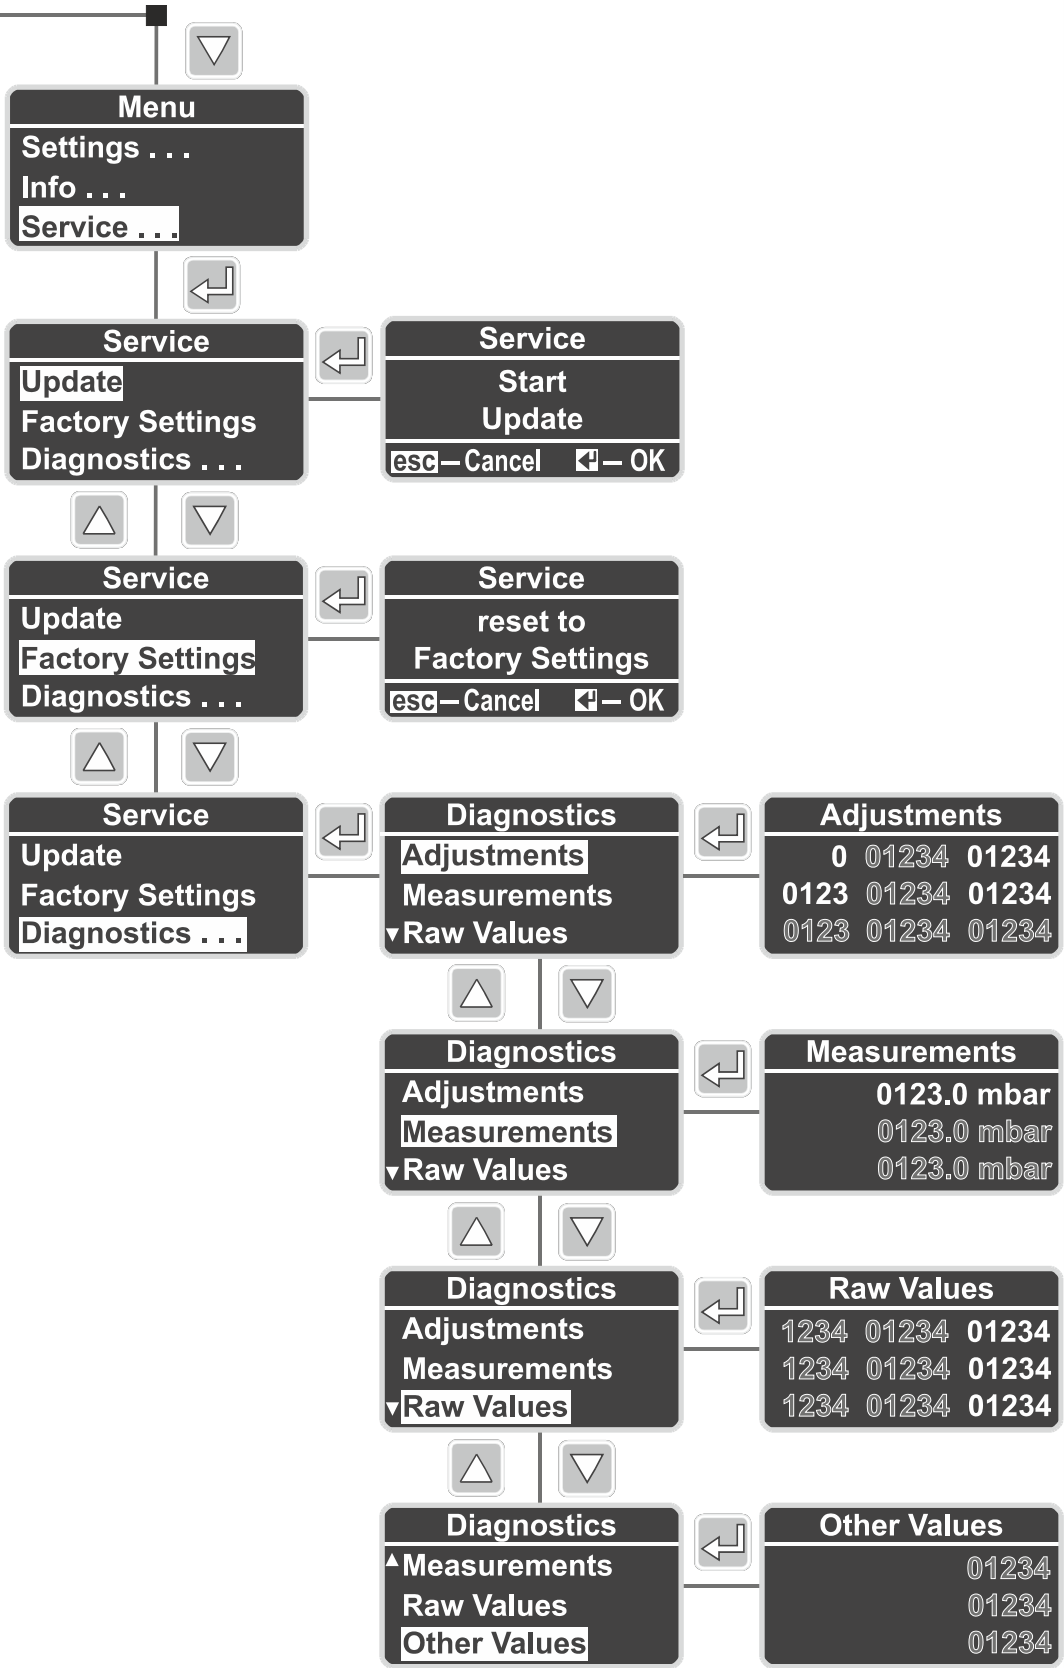 Menu
Settings . . .
Info . . .
Service . . .
Service
Update
Factory Settings
Diagnostics . . .
Service
Start
Update
esc – Cancel – OK
Service
Update
Factory Settings
Diagnostics . . .
Service
reset to
Factory Settings
esc – Cancel – OK
Service
Update
Factory Settings
Diagnostics . . .
Diagnostics
Adjustments
Measurements
Raw Values
Adjustments
0 01234 01234
0123 01234 01234
0123 01234 01234
Diagnostics
Adjustments
Measurements
Raw Values
Measurements
0123.0 mbar
0123.0 mbar
0123.0 mbar
Diagnostics
Adjustments
Measurements
Raw Values
Raw Values
1234 01234 01234
1234 01234 01234
1234 01234 01234
Diagnostics
Measurements
Raw Values
Other Values
Other Values
01234
01234
01234